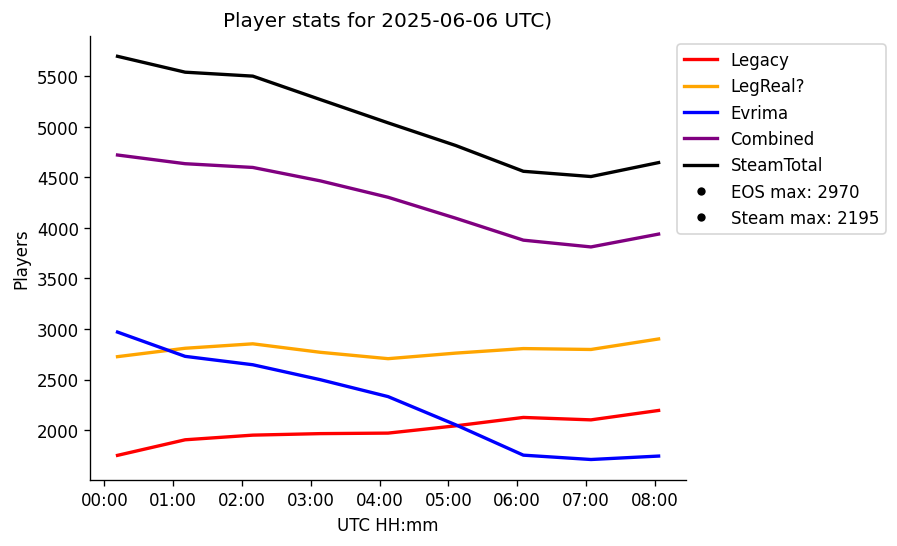 Player stats for 2025-06-06 UTC)
Legacy
LegReal?
Evrima
Combined
SteamTotal
EOS max: 2970
Steam max: 2195
Players
5500
5000
4500
4000
3500
3000
2500
2000
00:00 01:00 02:00 03:00 04:00 05:00 06:00 07:00 08:00
UTC HH:mm